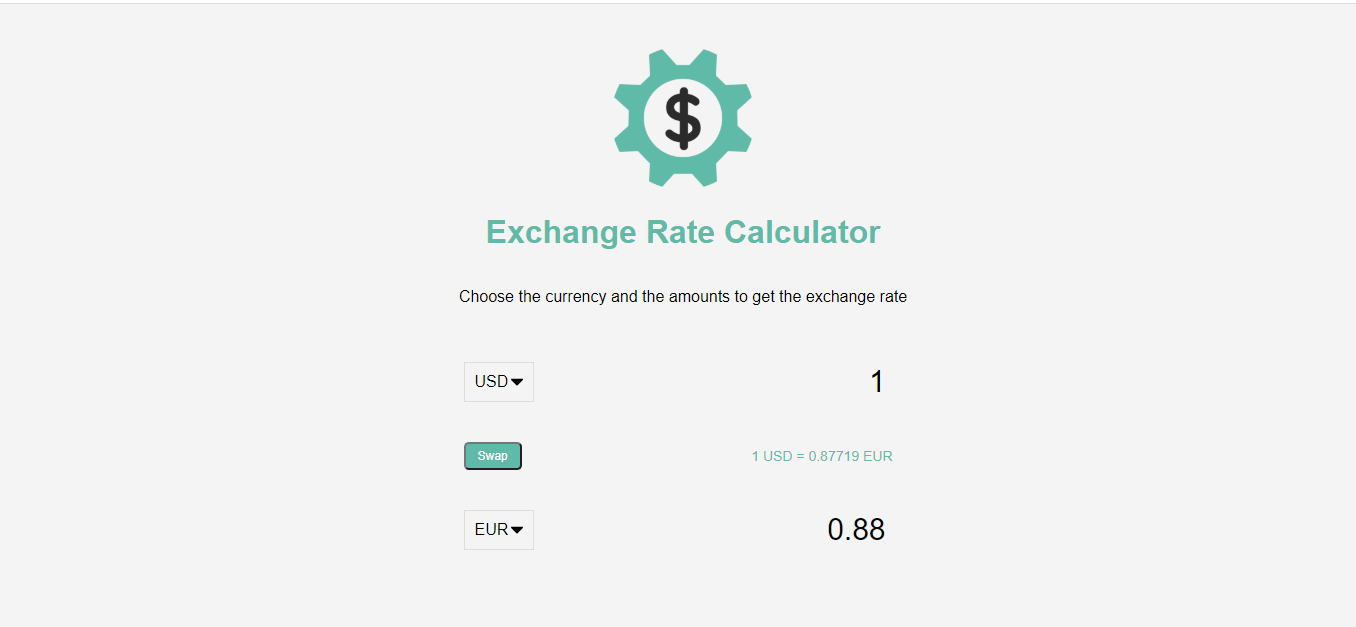 $
Exchange Rate Calculator
Choose the currency and the amounts to get the exchange rate
USD 1
Swap 1 USD = 0.87719 EUR
EUR 0.88